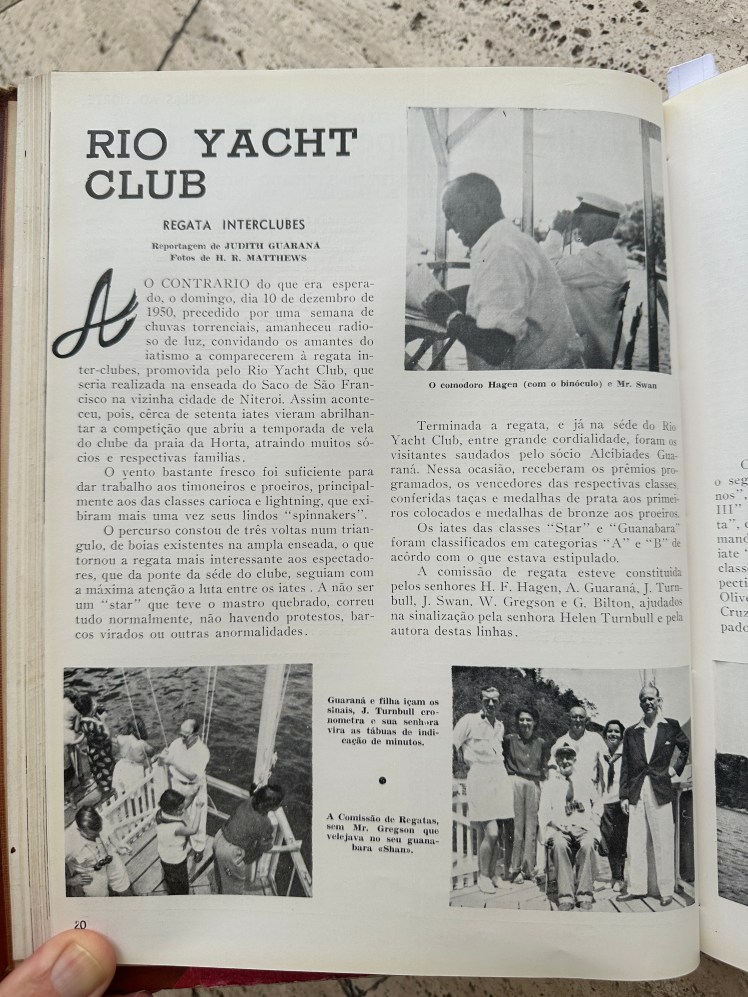 RIO YACHT
CLUB
REGATA INTERCLUBES
Reportagem de JUDITH GUARANÁ
Fotos de H. R. MATTHEWS
AO CONTRARIO do que era espera-
do, o domingo, dia 10 de dezembro de
1950, precedido por uma semana de
chuvas torrenciais, amanheceu radio-
so de luz, convidando os amantes do
iatismo a comparecerem à regata in-
ter-clubes, promovida pelo Rio Yacht Club, que
seria realizada na enseada do Saco de São Fran-
cisco na vizinha cidade de Niteroi. Assim aconte-
ceu, pois, cêrca de setenta iates vieram abrilhan-
tar a competição que abriu a temporada de vela
do clube da praia da Horta, atraindo muitos só-
cios e respectivas familias.
O vento bastante fresco foi suficiente para
dar trabalho aos timoneiros e proeiros, principal-
mente aos das classes carioca e lightning, que exi-
biram mais uma vez seus lindos "spinnakers".
O percurso constou de três voltas num trian-
gulo, de boias existentes na ampla enseada, o que
tornou a regata mais interessante aos espectado-
res, que da ponte da séde do clube, seguiam com
a máxima atenção a luta entre os iates. A não ser
um "star" que teve o mastro quebrado, correu
tudo normalmente, não havendo protestos, bar-
cos virados ou outras anormalidades.
O comodoro Hagen (com o binóculo) e Mr. Swan
Terminada a regata, e já na séde do Rio
Yacht Club, entre grande cordialidade, foram os
visitantes saudados pelo sócio Alcibiades Gua-
raná. Nessa ocasião, receberam os prêmios pro-
gramados, os vencedores das respectivas classes,
conferidas taças e medalhas de prata aos primei-
ros colocados e medalhas de bronze aos proeiros.
Os iates das classes "Star" e "Guanabara"
foram classificados em categorias "A" e "B" de
acôrdo com o que estava estipulado.
A comissão de regata esteve constituida
pelos senhores H. F. Hagen, A. Guaraná, J. Turn-
bull, J. Swan, W. Gregson e G. Bilton, ajudados
na sinalização pela senhora Helen Turnbull e pela
autora destas linhas.
Guaraná e filha içam os
sinais, J. Turnbull cro-
nometra e sua senhora
vira as tábuas de indi-
cação de minutos.
A Comissão de Regatas,
sem Mr. Gregson que
velejava no seu guana-
bara «Shan».
20
o seg
nos",
III"
ta", e
mand
iate
class
pecti
Olive
Cruz
pado